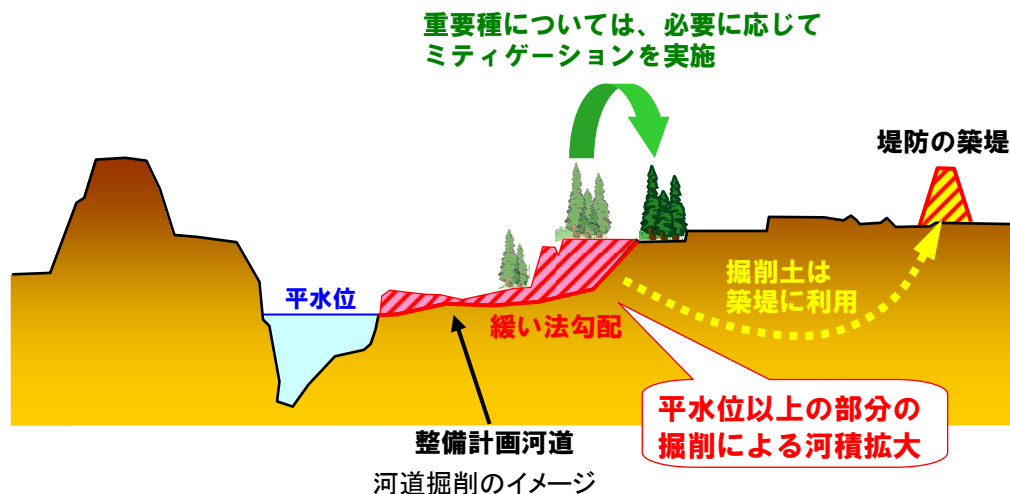 重要種については、必要に応じて
ミティゲーションを実施
堤防の築堤
掘削土は
築堤に利用
平水位
緩い法勾配
平水位以上の部分の
掘削による河積拡大
整備計画河道
河道掘削のイメージ